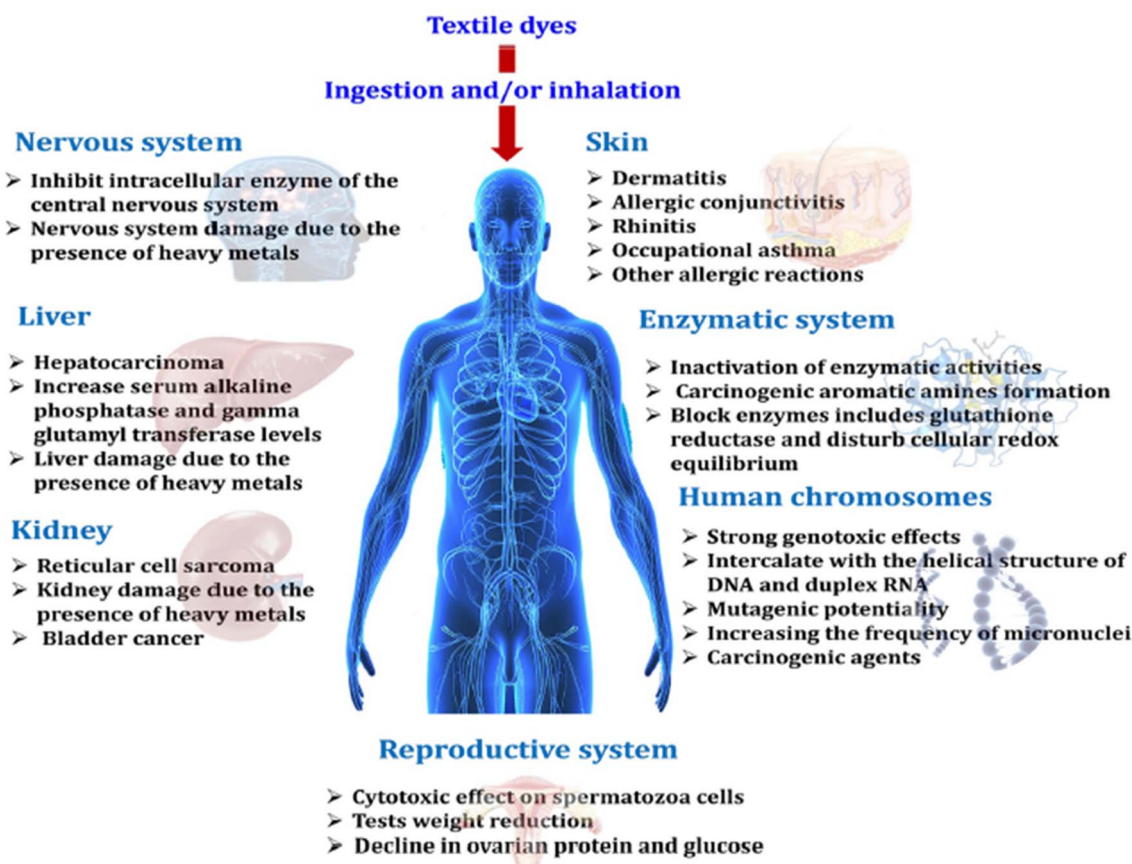 Textile dyes
Ingestion and/or inhalation
Nervous system
➢ Inhibit intracellular enzyme of the
central nervous system
➢ Nervous system damage due to the
presence of heavy metals
Liver
➢ Hepatocarcinoma
➢ Increase serum alkaline
phosphatase and gamma
glutamyl transferase levels
➢ Liver damage due to the
presence of heavy metals
Kidney
➢ Reticular cell sarcoma
➢ Kidney damage due to the
presence of heavy metals
➢ Bladder cancer
Skin
➢ Dermatitis
➢ Allergic conjunctivitis
➢ Rhinitis
➢ Occupational asthma
➢ Other allergic reactions
Enzymatic system
➢ Inactivation of enzymatic activities
➢ Carcinogenic aromatic amines formation
➢ Block enzymes includes glutathione
reductase and disturb cellular redox
equilibrium
Human chromosomes
➢ Strong genotoxic effects
➢ Intercalate with the helical structure of
DNA and duplex RNA
➢ Mutagenic potentiality
➢ Increasing the frequency of micronuclei
➢ Carcinogenic agents
Reproductive system
➢ Cytotoxic effect on spermatozoa cells
➢ Tests weight reduction
➢ Decline in ovarian protein and glucose